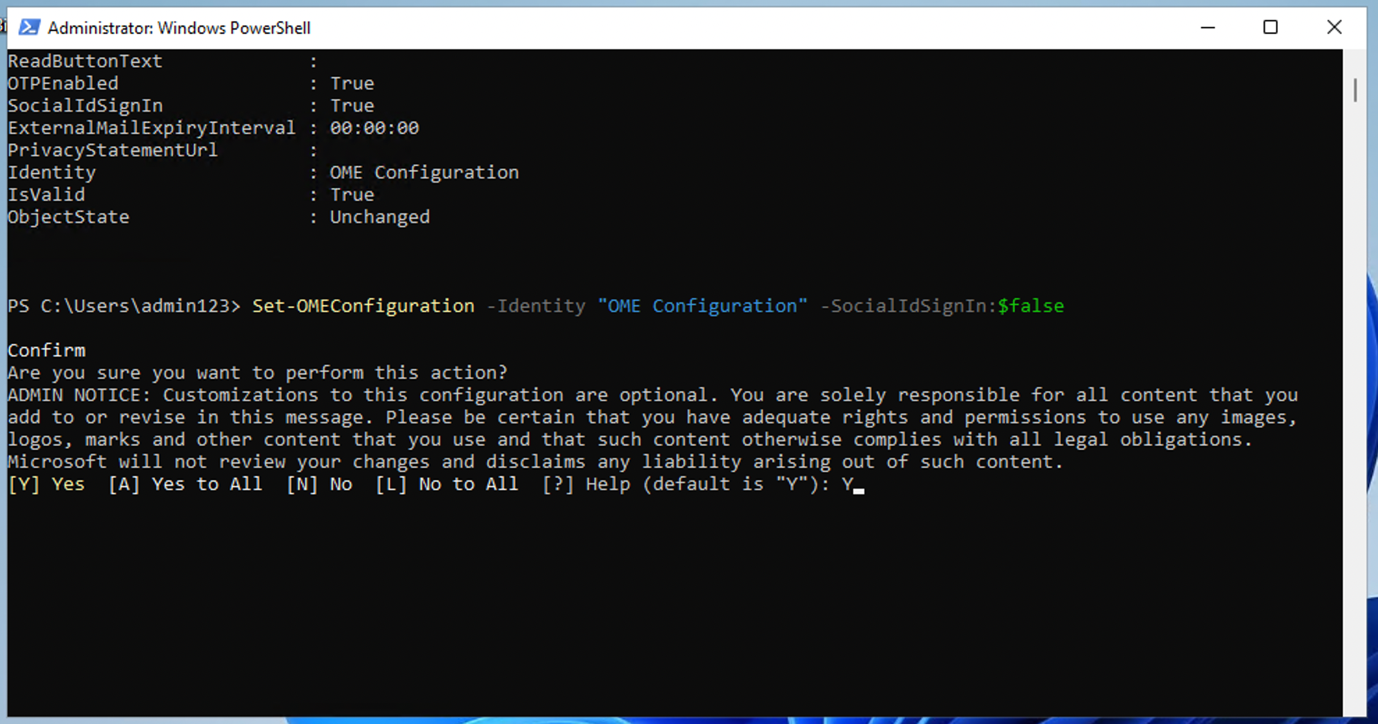 Administrator: Windows PowerShell
ReadButtonText :
OTPEnabled : True
SocialIdSignIn : True
ExternalMailExpiryInterval : 00:00:00
PrivacyStatementUrl :
Identity : OME Configuration
IsValid : True
ObjectState : Unchanged
PS C:\Users\admin123> Set-OMEConfiguration -Identity "OME Configuration" -SocialIdSignIn:$false
Confirm
Are you sure you want to perform this action?
ADMIN NOTICE: Customizations to this configuration are optional. You are solely responsible for all content that you
add to or revise in this message. Please be certain that you have adequate rights and permissions to use any images,
logos, marks and other content that you use and that such content otherwise complies with all legal obligations.
Microsoft will not review your changes and disclaims any liability arising out of such content.
[Y] Yes  [A] Yes to All  [N] No  [L] No to All  [?] Help (default is "Y"): Y